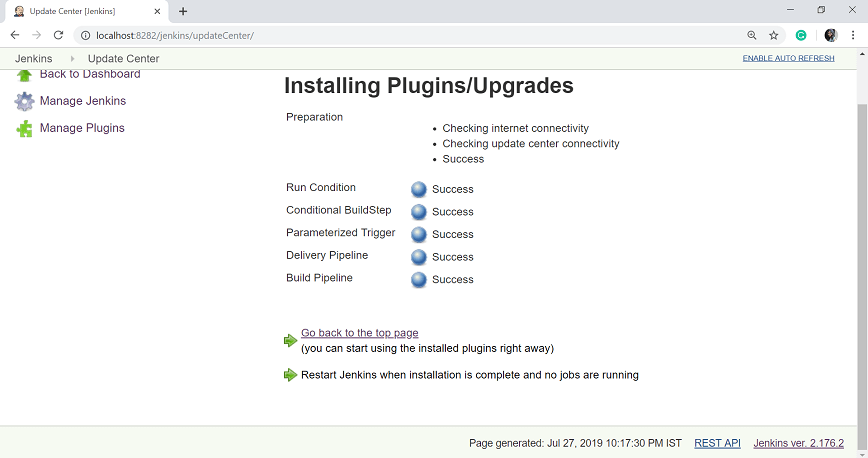 Update Center [Jenkins]
localhost:8282/jenkins/updateCenter/
Jenkins Update Center ENABLE AUTO REFRESH
Back to Dashboard
Manage Jenkins
Manage Plugins
Installing Plugins/Upgrades
Preparation
Checking internet connectivity
Checking update center connectivity
Success
Run Condition Success
Conditional BuildStep Success
Parameterized Trigger Success
Delivery Pipeline Success
Build Pipeline Success
Go back to the top page
(you can start using the installed plugins right away)
Restart Jenkins when installation is complete and no jobs are running
Page generated: Jul 27, 2019 10:17:30 PM IST REST API Jenkins ver. 2.176.2